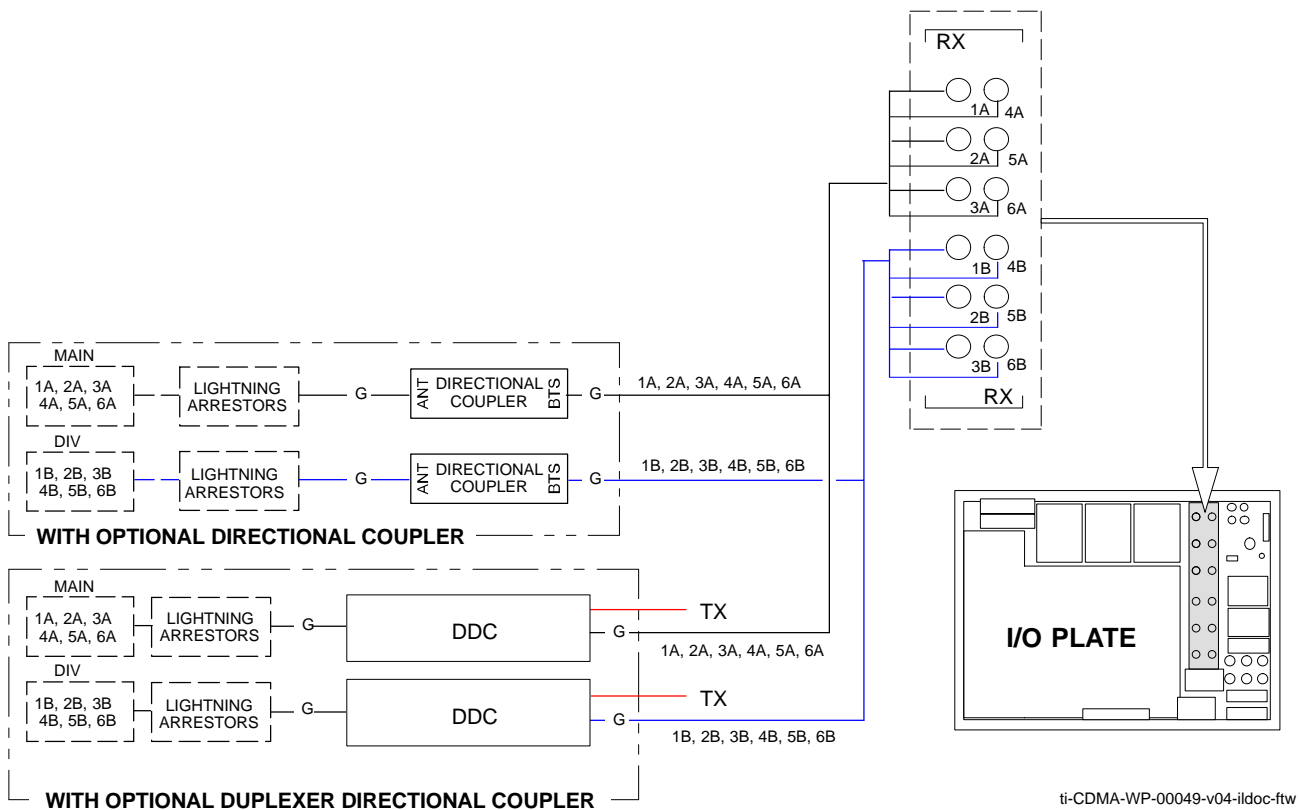 RX
1A 4A
2A 5A
3A 6A
1B 4B
2B 5B
3B 6B
RX
MAIN
1A, 2A, 3A
4A, 5A, 6A
LIGHTNING
ARRESTORS
G
ANT
DIRECTIONAL
COUPLER
BTS
G
1A, 2A, 3A, 4A, 5A, 6A
DIV
1B, 2B, 3B
4B, 5B, 6B
LIGHTNING
ARRESTORS
G
ANT
DIRECTIONAL
COUPLER
BTS
G
1B, 2B, 3B, 4B, 5B, 6B
WITH OPTIONAL DIRECTIONAL COUPLER
MAIN
1A, 2A, 3A
4A, 5A, 6A
LIGHTNING
ARRESTORS
G
DDC
TX
G
1A, 2A, 3A, 4A, 5A, 6A
DIV
1B, 2B, 3B
4B, 5B, 6B
LIGHTNING
ARRESTORS
G
DDC
TX
G
1B, 2B, 3B, 4B, 5B, 6B
WITH OPTIONAL DUPLEXER DIRECTIONAL COUPLER
I/O PLATE
ti-CDMA-WP-00049-v04-ildoc-ftw